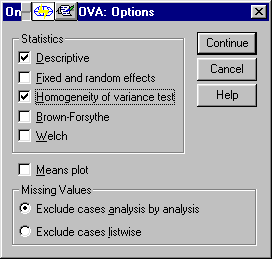 On OVA: Options
Statistics
Descriptive
Fixed and random effects
Homogeneity of variance test
Brown-Forsythe
Welch
Means plot
Missing Values
Exclude cases analysis by analysis
Exclude cases listwise
Continue
Cancel
Help